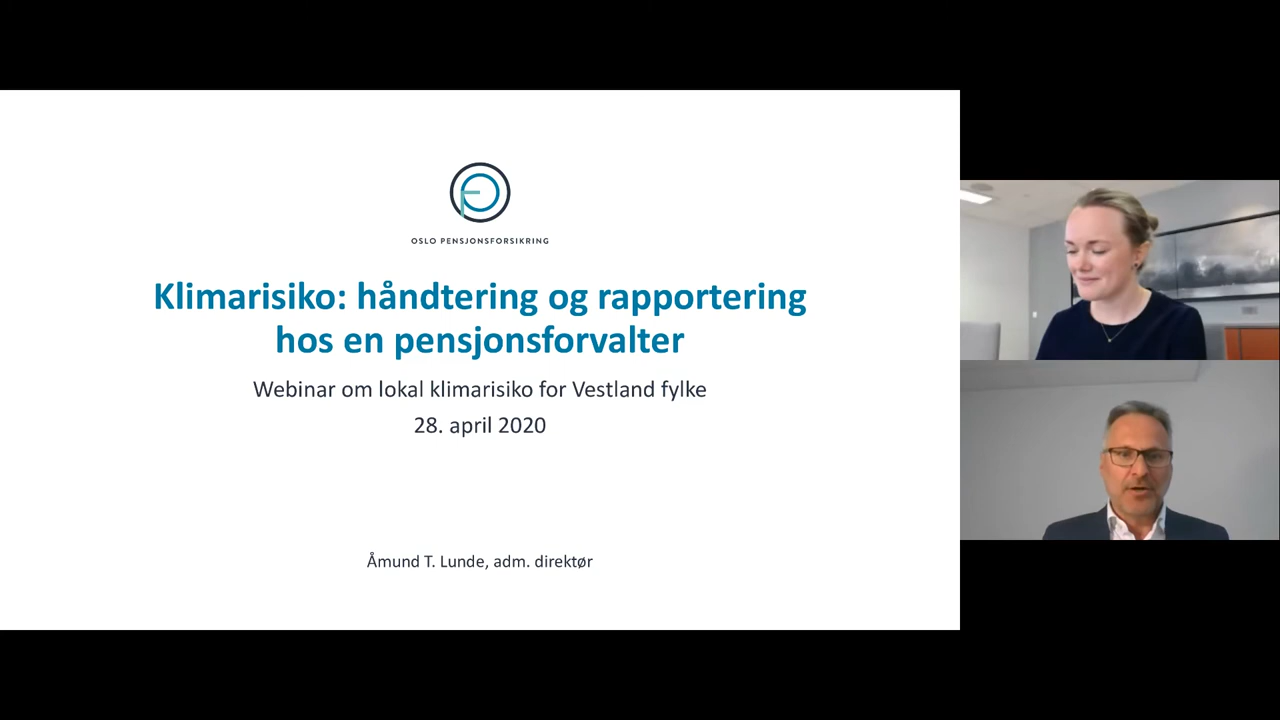 OSLO PENSJONSFORSIKRING
Klimarisiko: håndtering og rapportering
hos en pensjonsforvalter
Webinar om lokal klimarisiko for Vestland fylke
28. april 2020
Åmund T. Lunde, adm. direktør